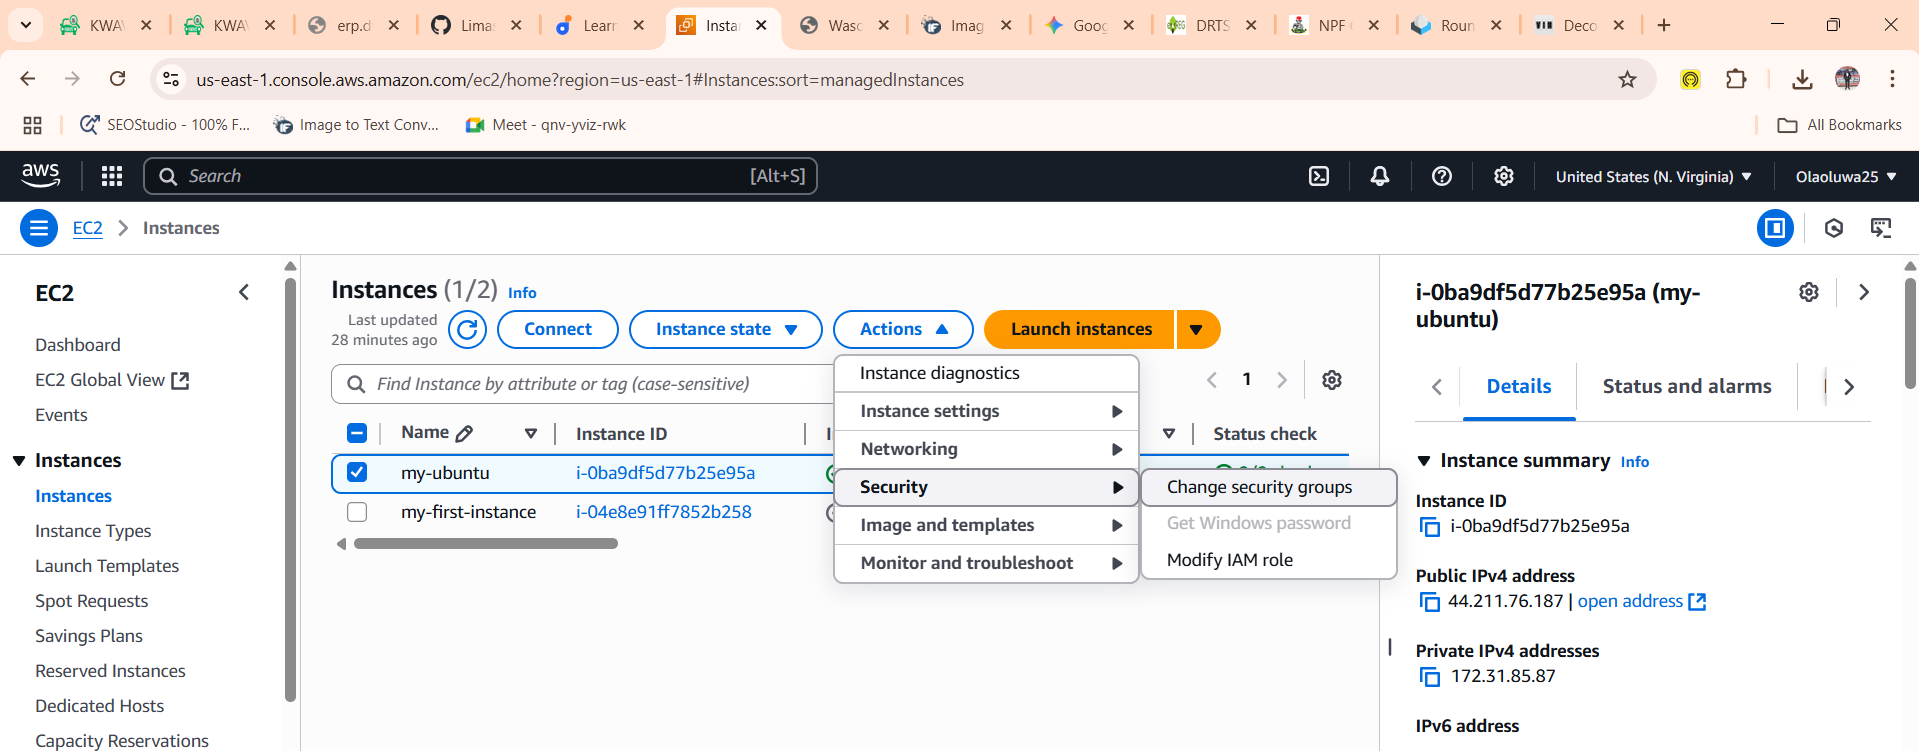 KWAV
KWAV
erp.d
Limas
Learn
Instan
Wasc
Imag
Goog
DRTS
NPF
Roun
Deco
us-east-1.console.aws.amazon.com/ec2/home?region=us-east-1#Instances:sort=managedInstances
SEOStudio - 100% F...
Image to Text Conv...
Meet - qnv-yviz-rwk
All Bookmarks
aws
Search
[Alt+S]
United States (N. Virginia)
Olaoluwa25
EC2
Instances
EC2
Dashboard
EC2 Global View
Events
Instances
Instances
Instance Types
Launch Templates
Spot Requests
Savings Plans
Reserved Instances
Dedicated Hosts
Capacity Reservations
Instances (1/2) Info
Last updated
28 minutes ago
Connect
Instance state
Actions
Launch instances
Find Instance by attribute or tag (case-sensitive)
1
Name
Instance ID
Status check
my-ubuntu
i-0ba9df5d77b25e95a
my-first-instance
i-04e8e91ff7852b258
Instance diagnostics
Instance settings
Networking
Security
Image and templates
Monitor and troubleshoot
Change security groups
Get Windows password
Modify IAM role
i-0ba9df5d77b25e95a (my-
ubuntu)
Details
Status and alarms
Instance summary Info
Instance ID
i-0ba9df5d77b25e95a
Public IPv4 address
44.211.76.187 | open address
Private IPv4 addresses
172.31.85.87
IPv6 address